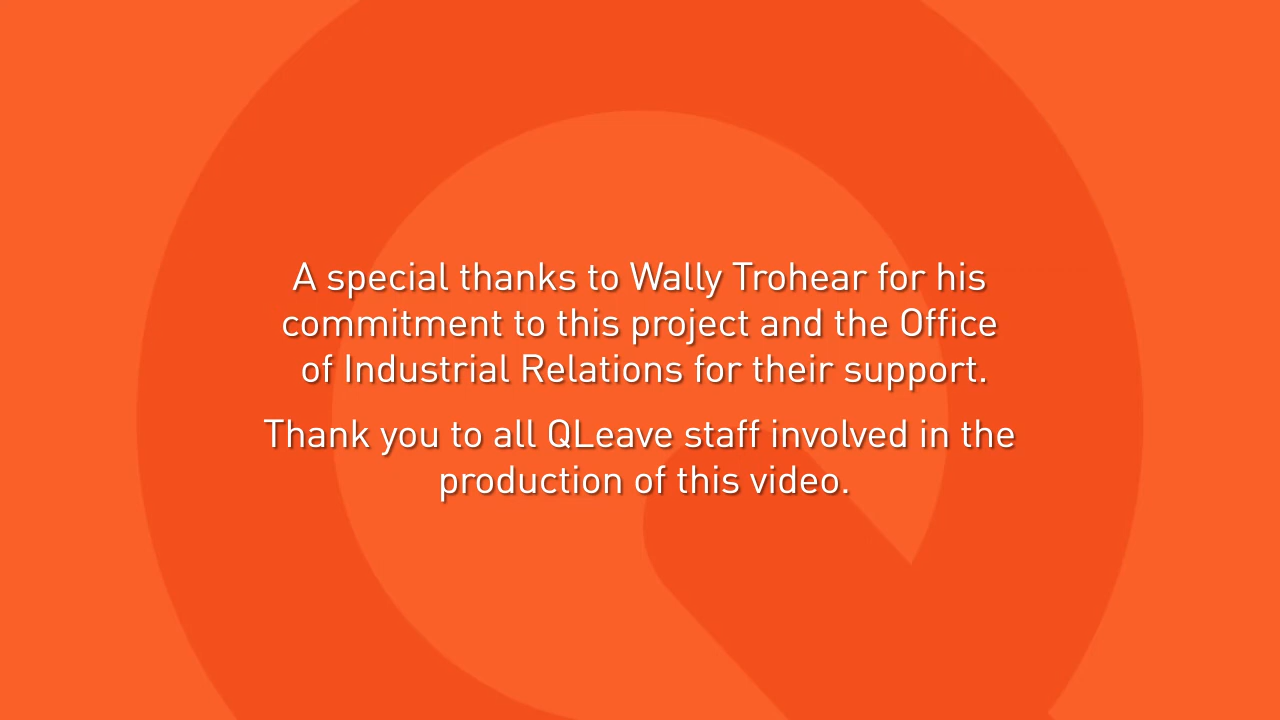 A special thanks to Wally Trohear for his
commitment to this project and the Office
of Industrial Relations for their support.
Thank you to all QLeave staff involved in the
production of this video.